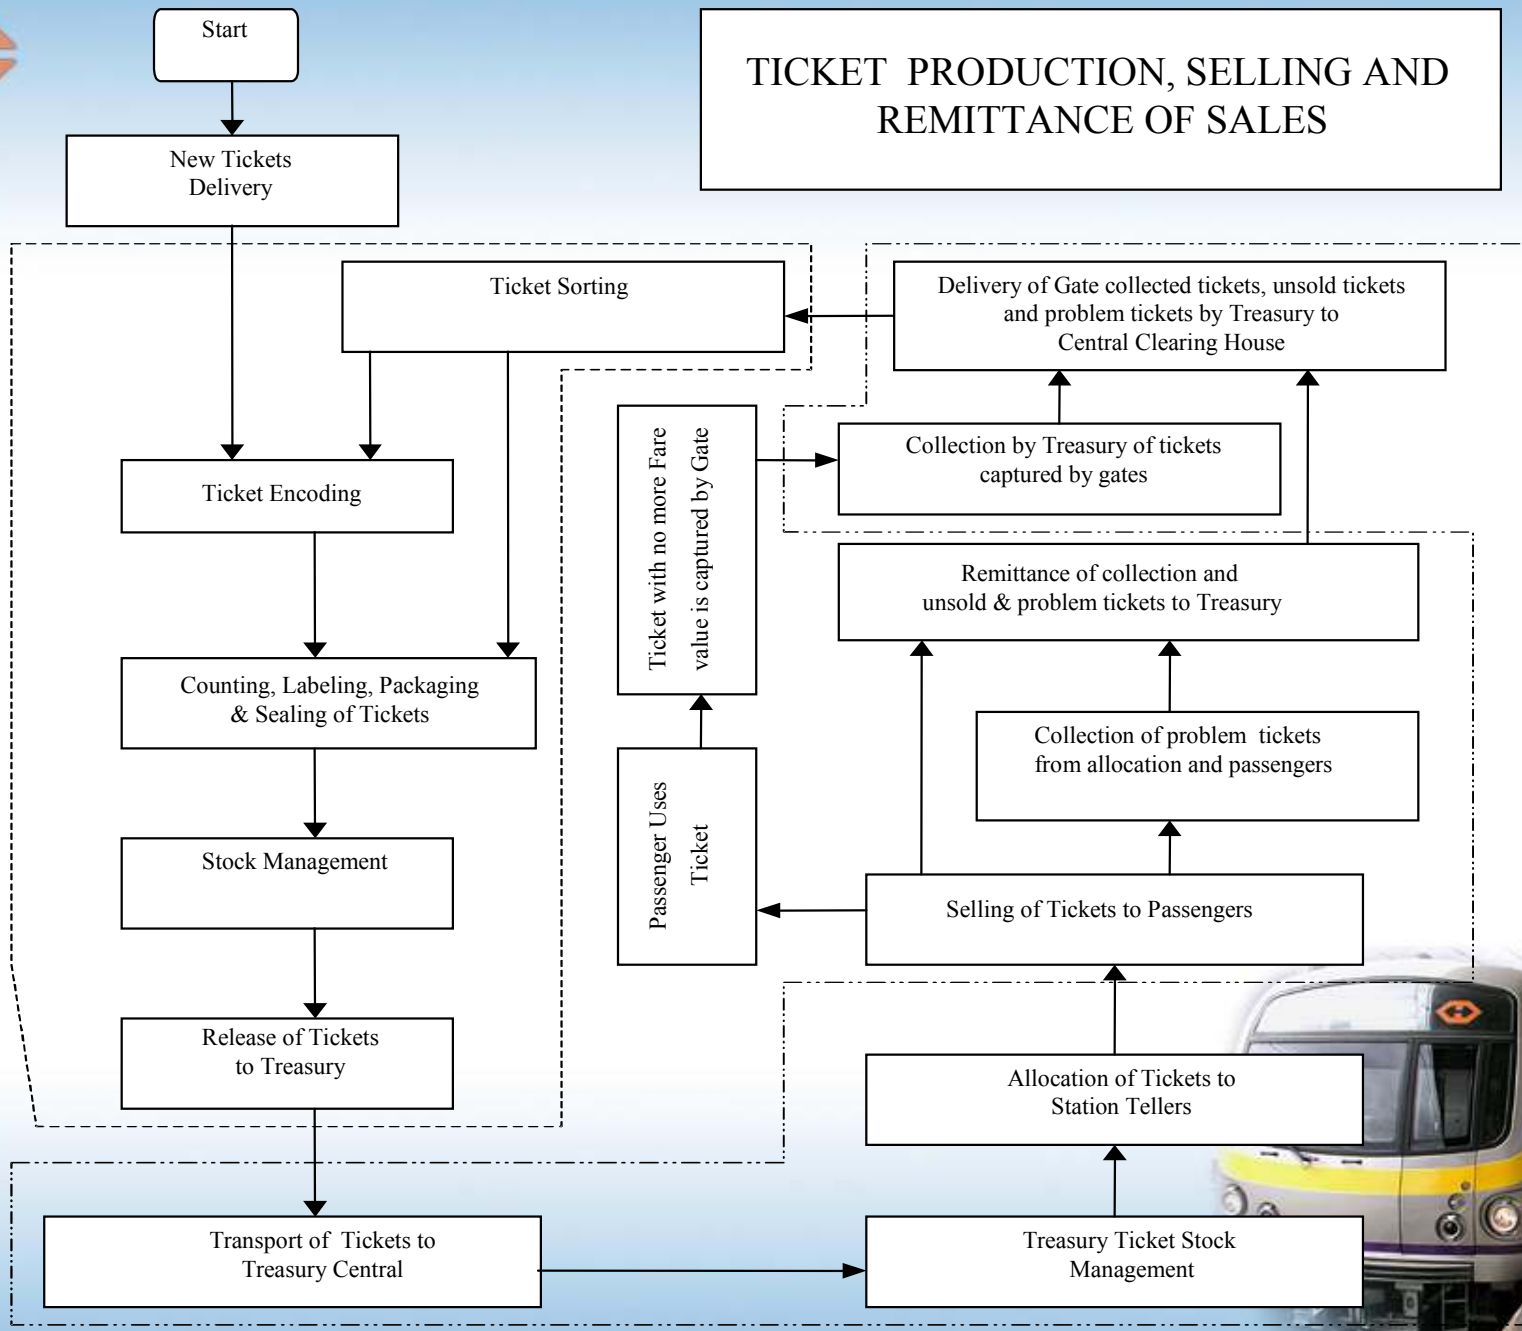 Start
TICKET PRODUCTION, SELLING AND
REMITTANCE OF SALES
New Tickets
Delivery
Ticket Sorting
Delivery of Gate collected tickets, unsold tickets
and problem tickets by Treasury to
Central Clearing House
Ticket with no more Fare
value is captured by Gate
Collection by Treasury of tickets
captured by gates
Ticket Encoding
Remittance of collection and
unsold & problem tickets to Treasury
Counting, Labeling, Packaging
& Sealing of Tickets
Collection of problem tickets
from allocation and passengers
Passenger Uses
Ticket
Stock Management
Selling of Tickets to Passengers
Release of Tickets
to Treasury
Allocation of Tickets to
Station Tellers
Transport of Tickets to
Treasury Central
Treasury Ticket Stock
Management